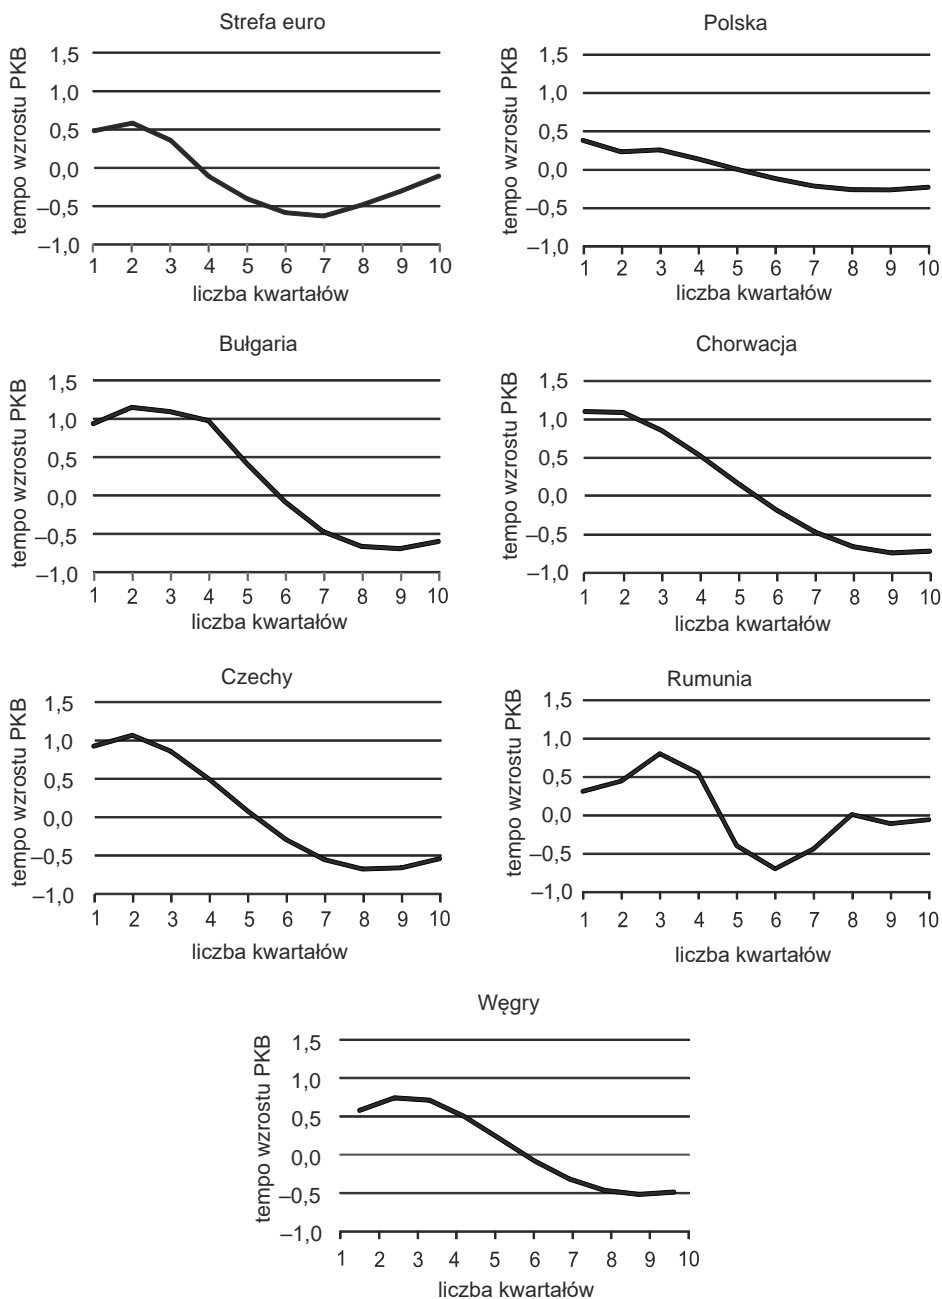 Strefa euro
tempo wzrostu PKB
1,5
1,0
0,5
0,0
–0,5
–1,0
1 2 3 4 5 6 7 8 9 10
liczba kwartałów
Polska
tempo wzrostu PKB
1,5
1,0
0,5
0,0
–0,5
–1,0
1 2 3 4 5 6 7 8 9 10
liczba kwartałów
Bułgaria
tempo wzrostu PKB
1,5
1,0
0,5
0,0
–0,5
–1,0
1 2 3 4 5 6 7 8 9 10
liczba kwartałów
Chorwacja
tempo wzrostu PKB
1,5
1,0
0,5
0,0
–0,5
–1,0
1 2 3 4 5 6 7 8 9 10
liczba kwartałów
Czechy
tempo wzrostu PKB
1,5
1,0
0,5
0,0
–0,5
–1,0
1 2 3 4 5 6 7 8 9 10
liczba kwartałów
Rumunia
tempo wzrostu PKB
1,5
1,0
0,5
0,0
–0,5
–1,0
1 2 3 4 5 6 7 8 9 10
liczba kwartałów
Węgry
tempo wzrostu PKB
1,5
1,0
0,5
0,0
–0,5
–1,0
1 2 3 4 5 6 7 8 9 10
liczba kwartałów